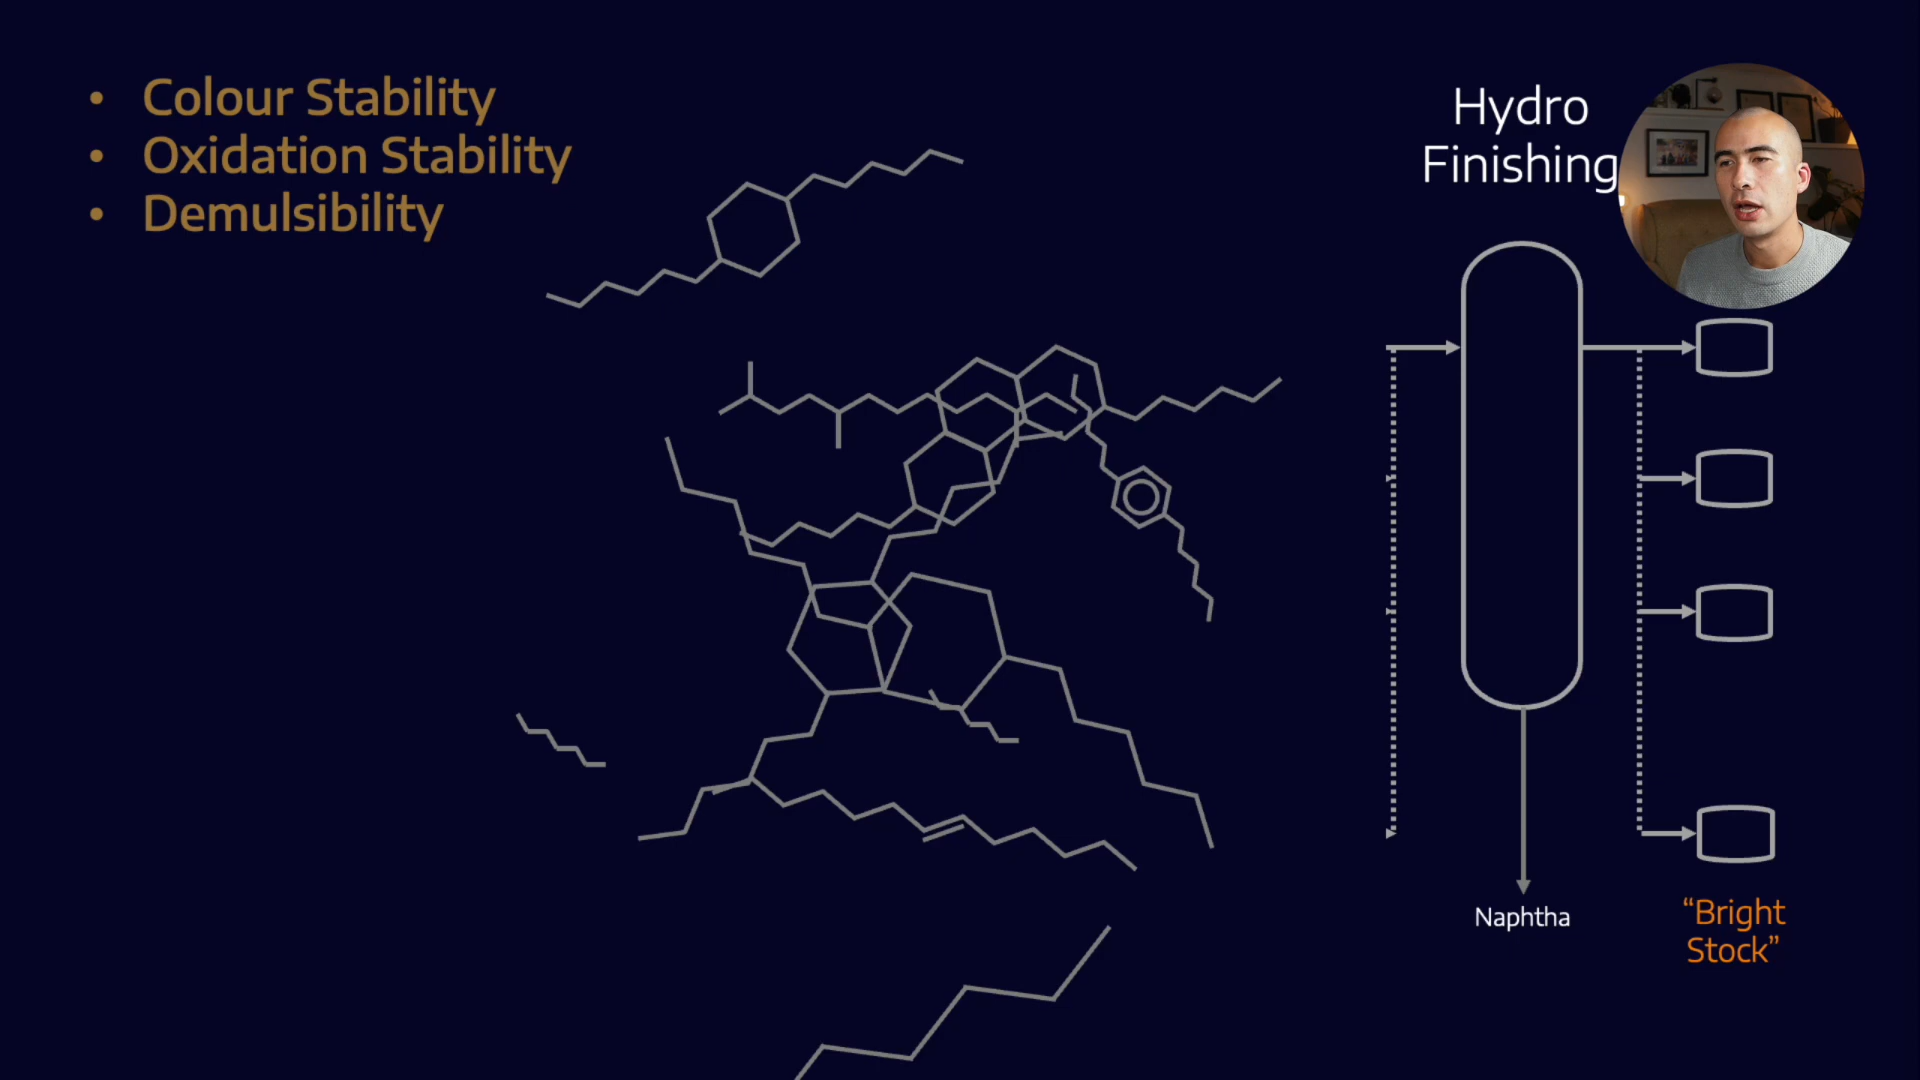 • Colour Stability
• Oxidation Stability
• Demulsibility
Hydro
Finishing
Naphtha
“Bright
Stock”